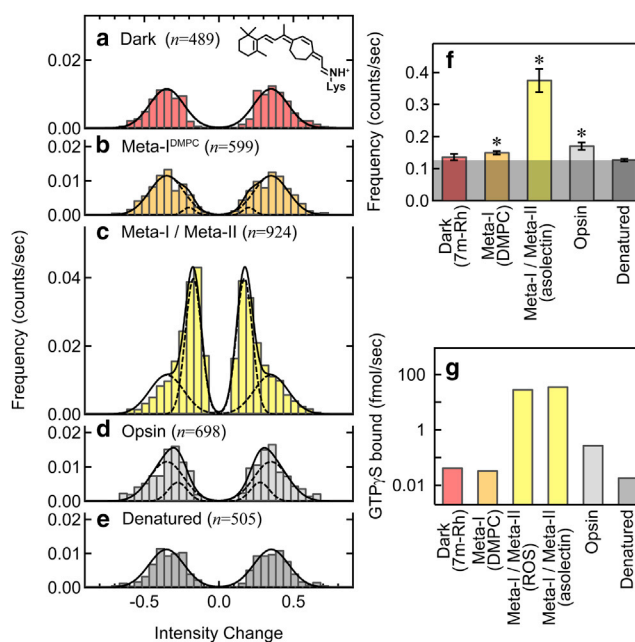 a Dark (n=489)
NH+
Lys
0.02
0.00
b Meta-I^DMPC (n=599)
0.02
0.01
0.00
c Meta-I / Meta-II (n=924)
0.04
0.02
0.00
d Opsin (n=698)
0.02
0.01
0.00
e Denatured (n=505)
0.02
0.01
0.00
-0.5 0.0 0.5
Intensity Change
Frequency (counts/sec)
f
Frequency (counts/sec)
0.4
0.3
0.2
0.1
0.0
* * *
Dark
(7m-Rh)
Meta-I
(DMPC)
Meta-I / Meta-II
(asolectin)
Opsin
Denatured
g
GTPγS bound (fmol/sec)
100
1
0.01
Dark
(7m-Rh)
Meta-I
(DMPC)
Meta-I / Meta-II
(ROS)
Meta-I / Meta-II
(asolectin)
Opsin
Denatured